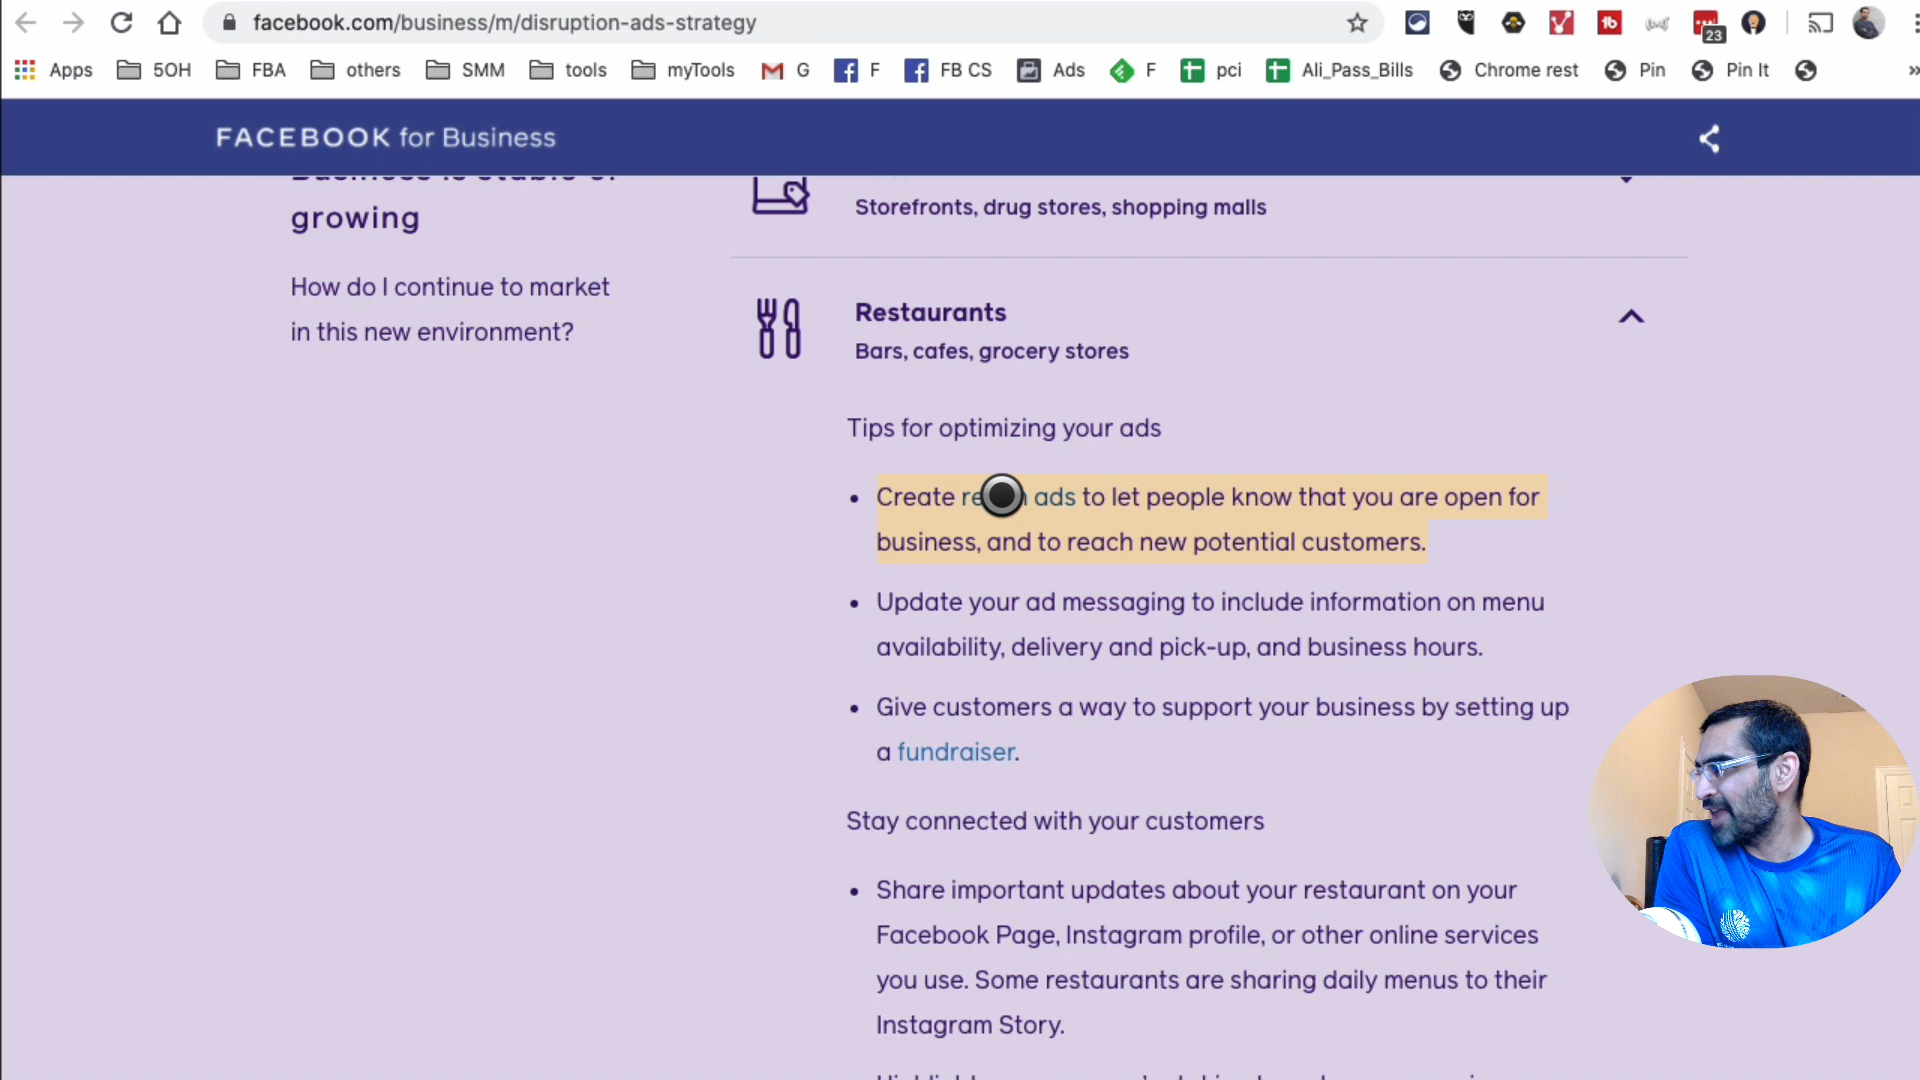 facebook.com/business/m/disruption-ads-strategy
23
Apps 5OH FBA others SMM tools myTools G F FB CS Ads F pci Ali_Pass_Bills Chrome rest Pin Pin It »
FACEBOOK for Business
Business is stable or
growing
How do I continue to market
in this new environment?
Storefronts, drug stores, shopping malls
Restaurants
Bars, cafes, grocery stores
Tips for optimizing your ads
• Create ads to let people know that you are open for
business, and to reach new potential customers.
• Update your ad messaging to include information on menu
availability, delivery and pick-up, and business hours.
• Give customers a way to support your business by setting up
a fundraiser.
Stay connected with your customers
• Share important updates about your restaurant on your
Facebook Page, Instagram profile, or other online services
you use. Some restaurants are sharing daily menus to their
Instagram Story.